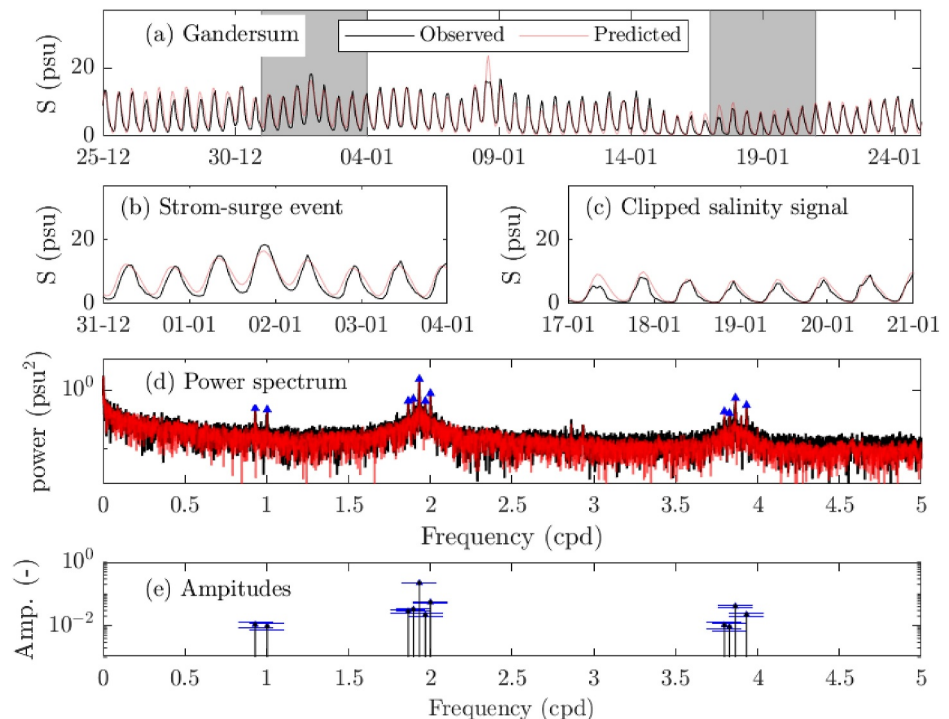 (a) Gandersum
Observed
Predicted
S (psu)
20
0
25-12 30-12 04-01 09-01 14-01 19-01 24-01
(b) Strom-surge event
S (psu)
20
0
31-12 01-01 02-01 03-01 04-01
(c) Clipped salinity signal
S (psu)
20
0
17-01 18-01 19-01 20-01 21-01
(d) Power spectrum
power (psu²)
10⁰
0 0.5 1 1.5 2 2.5 3 3.5 4 4.5 5
Frequency (cpd)
(e) Ampitudes
Amp. (-)
10⁰
10⁻²
0 0.5 1 1.5 2 2.5 3 3.5 4 4.5 5
Frequency (cpd)